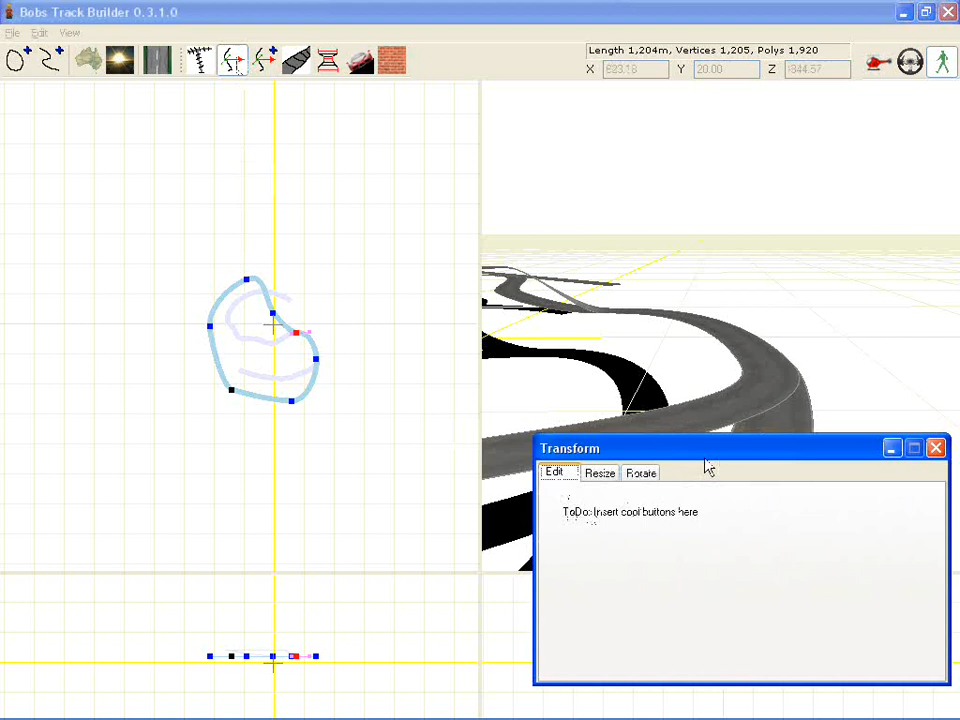 Bobs Track Builder 0.3.1.0
File Edit View
Length 1,204m, Vertices 1,205, Polys 1,920
X 623.18 Y 20.00 Z -344.57
Transform
Edit Resize Rotate
ToDo: Insert cool buttons here